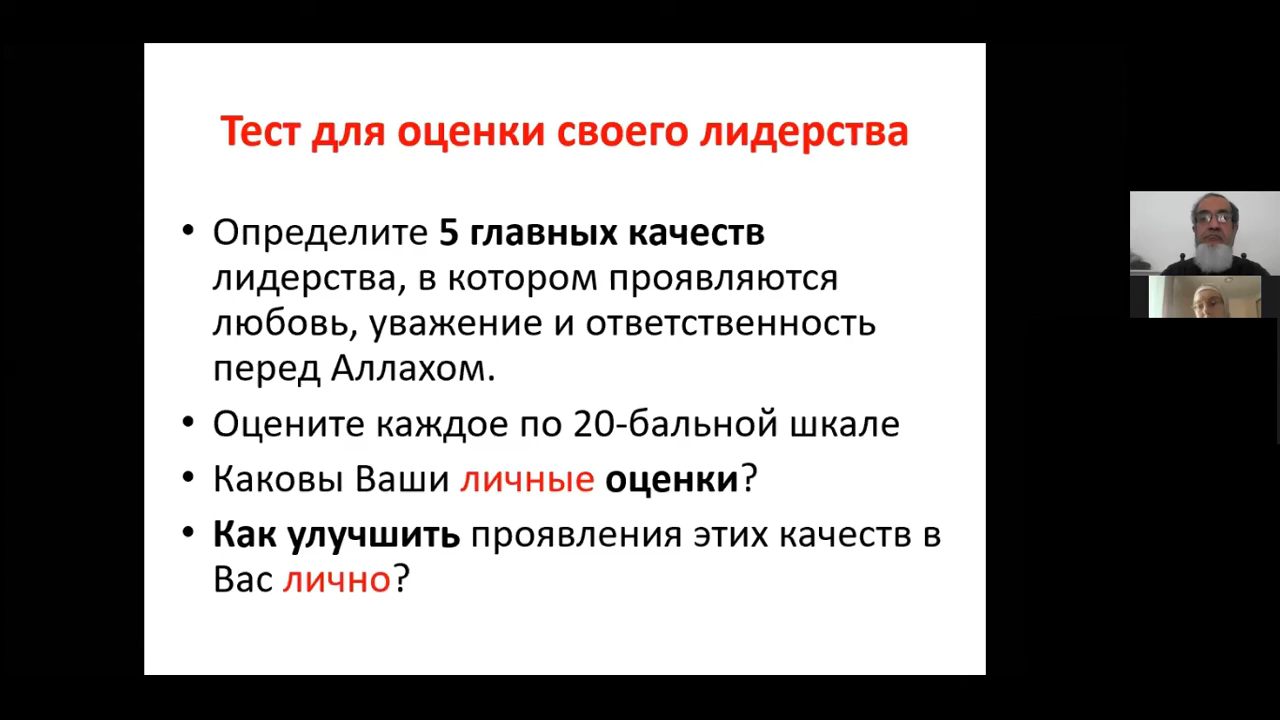 Тест для оценки своего лидерства
• Определите 5 главных качеств
лидерства, в котором проявляются
любовь, уважение и ответственность
перед Аллахом.
• Оцените каждое по 20-бальной шкале
• Каковы Ваши личные оценки?
• Как улучшить проявления этих качеств в
Вас лично?